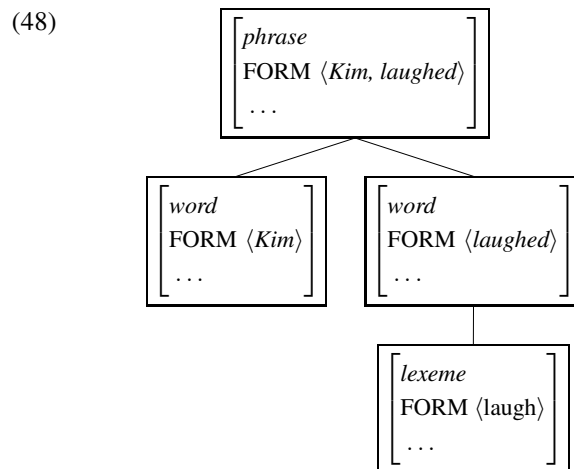 (48)
phrase
FORM ⟨Kim, laughed⟩
...
word
FORM ⟨Kim⟩
...
word
FORM ⟨laughed⟩
...
lexeme
FORM ⟨laugh⟩
...